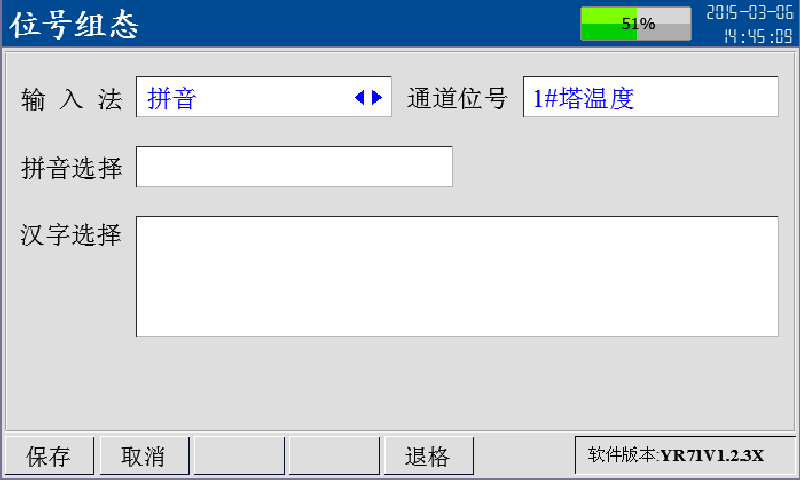 位号组态 51% 2015-03-06
14:45:09
输入法 拼音 通道位号 1#塔温度
拼音选择
汉字选择
保存 取消 退格 软件版本:YR71V1.2.3X